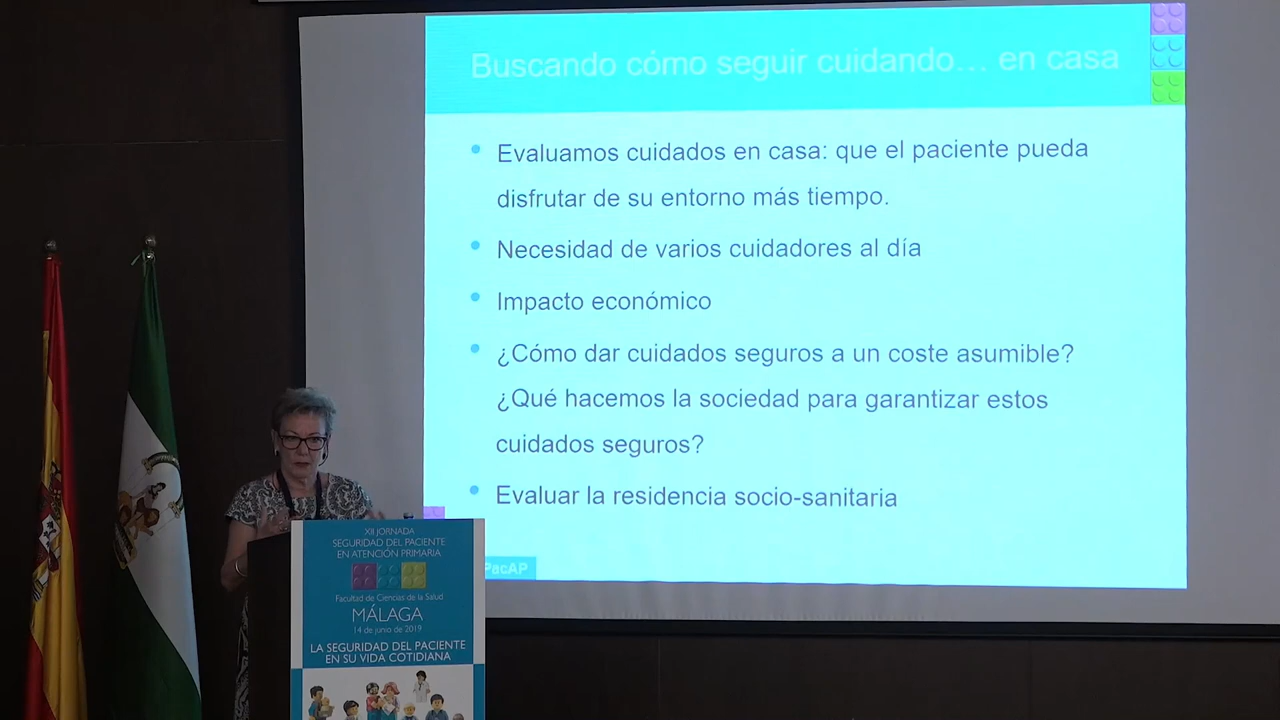 Buscando cómo seguir cuidando... en casa
• Evaluamos cuidados en casa: que el paciente pueda
disfrutar de su entorno más tiempo.
• Necesidad de varios cuidadores al día
• Impacto económico
• ¿Cómo dar cuidados seguros a un coste asumible?
¿Qué hacemos la sociedad para garantizar estos
cuidados seguros?
• Evaluar la residencia socio-sanitaria
PacAP
XII JORNADA
SEGURIDAD DEL PACIENTE
EN ATENCIÓN PRIMARIA
Facultad de Ciencias de la Salud
MÁLAGA
14 de junio de 2019
LA SEGURIDAD DEL PACIENTE
EN SU VIDA COTIDIANA